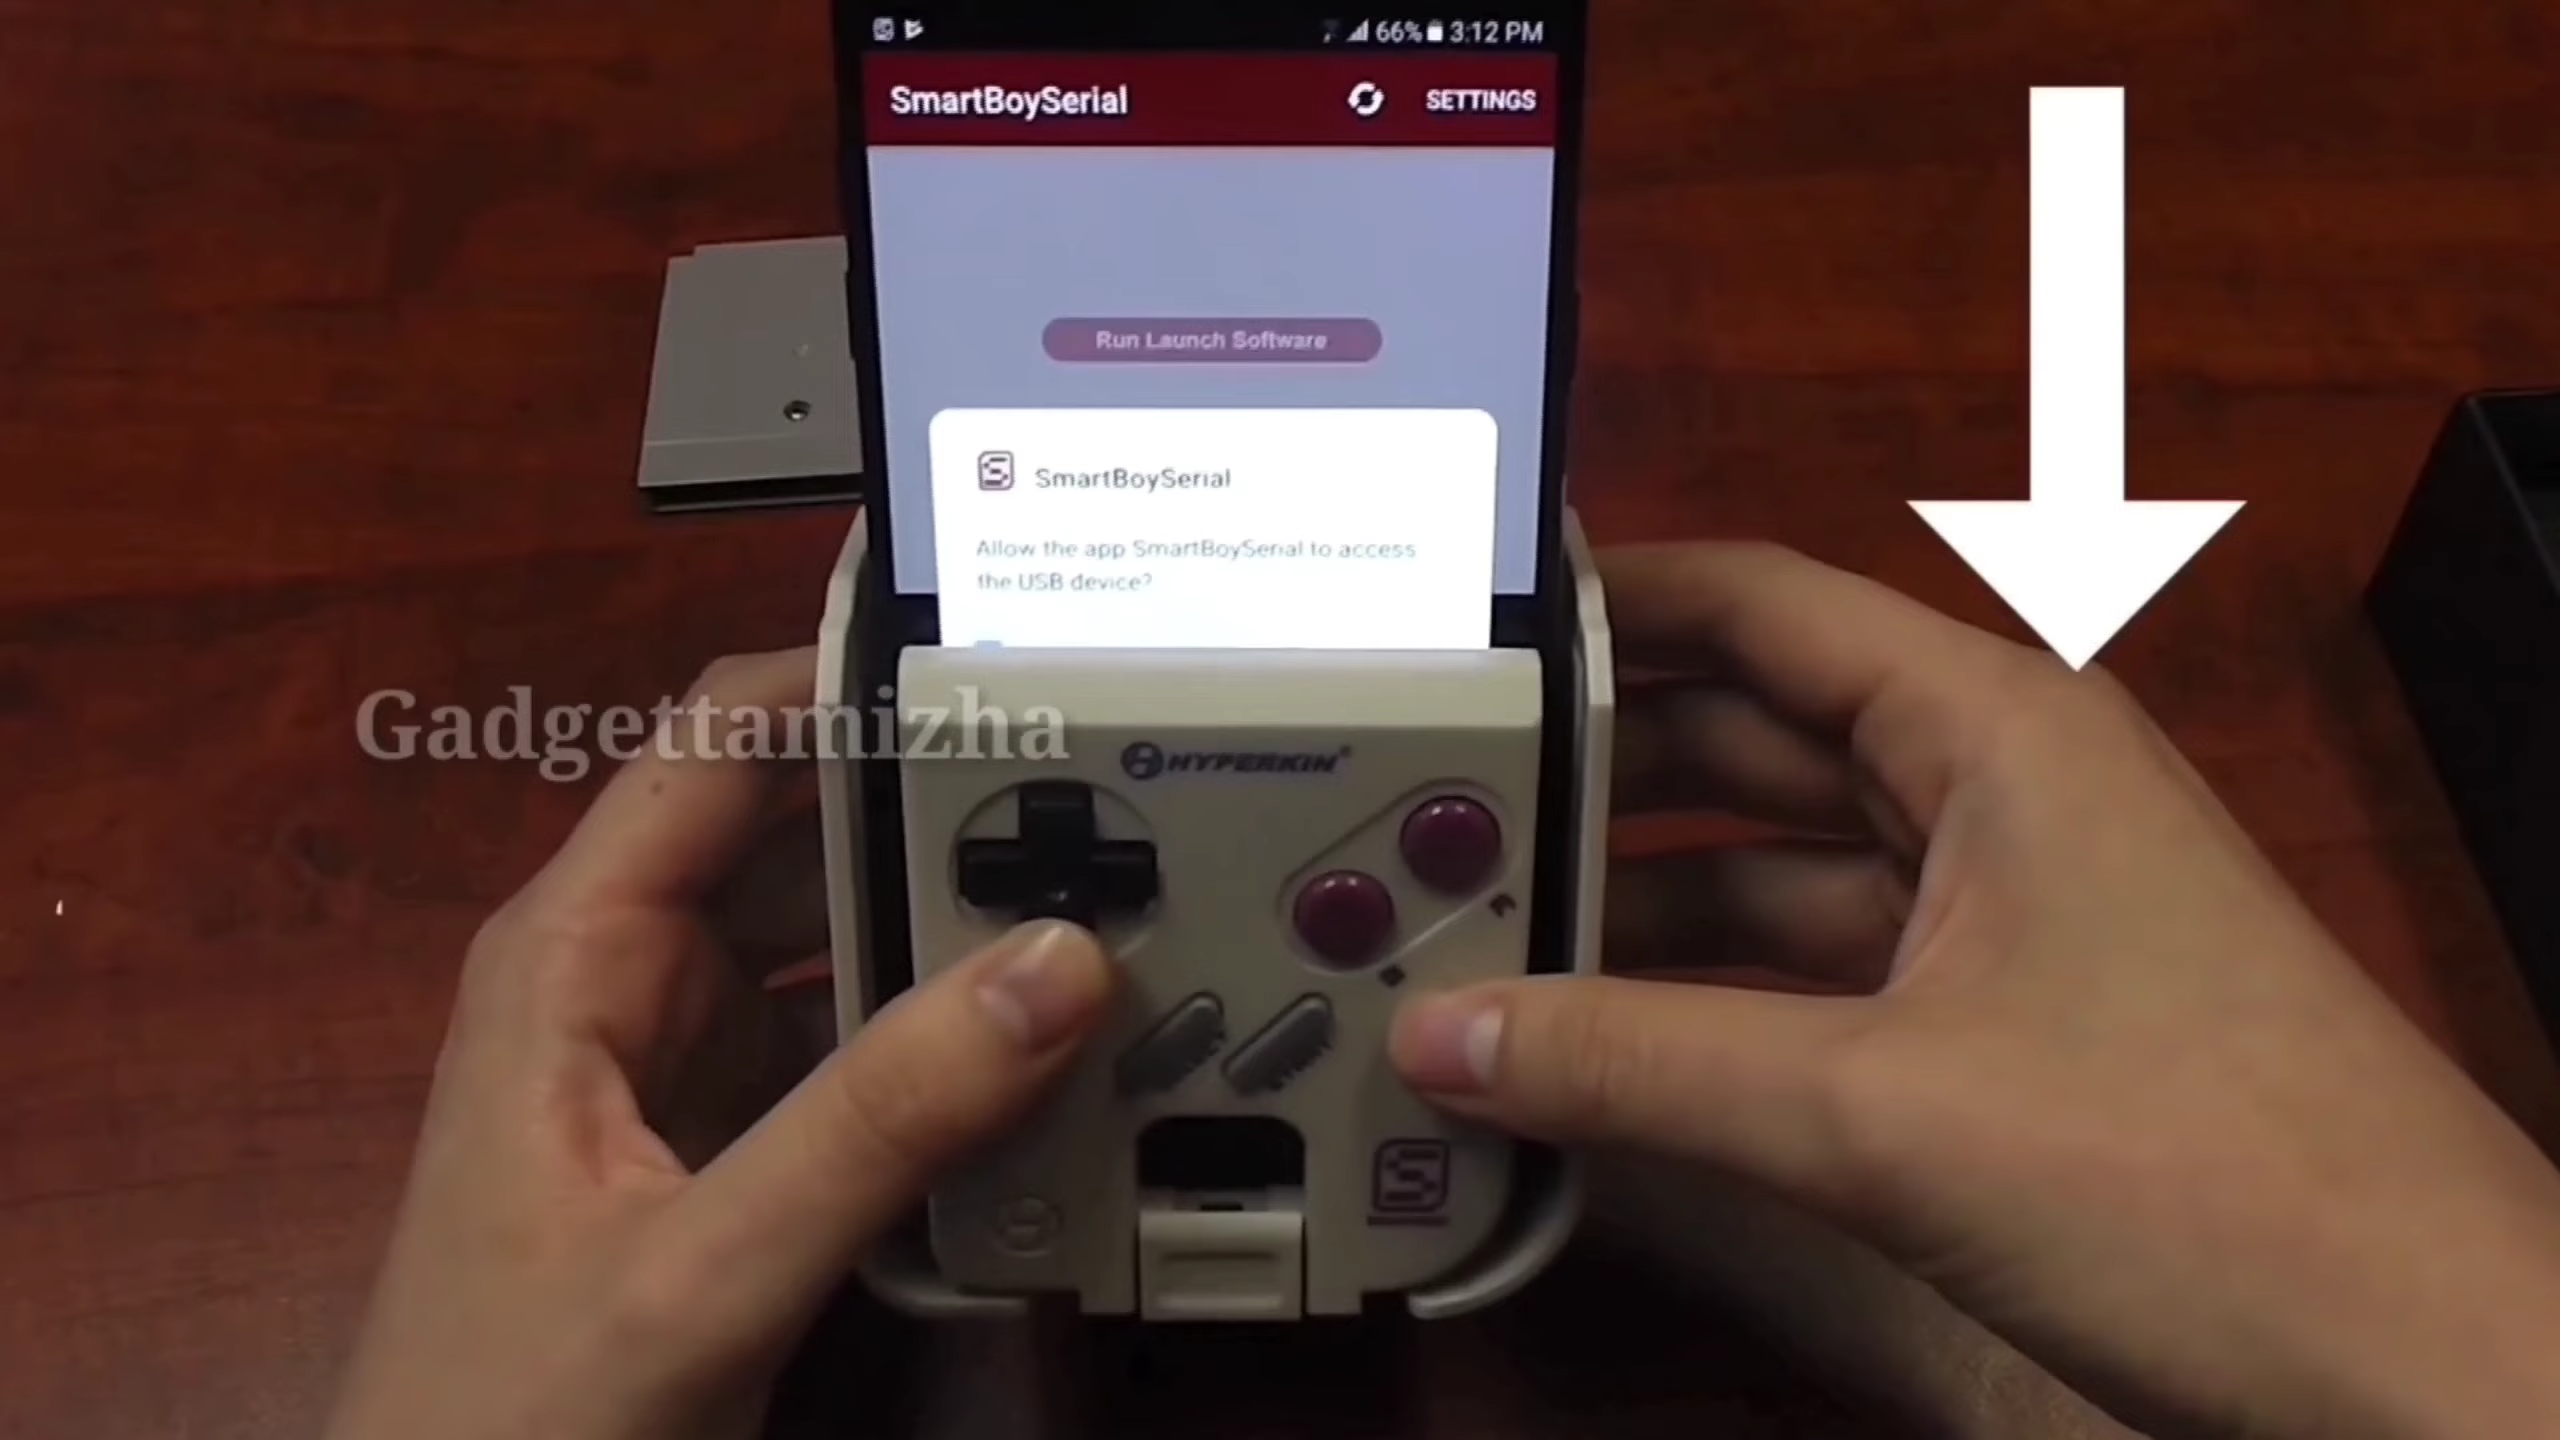 66% 3:12 PM
SmartBoySerial
SETTINGS
Run Launch Software
SmartBoySerial
Allow the app SmartBoySerial to access
the USB device?
Gadgettamizha
HYPERKIN